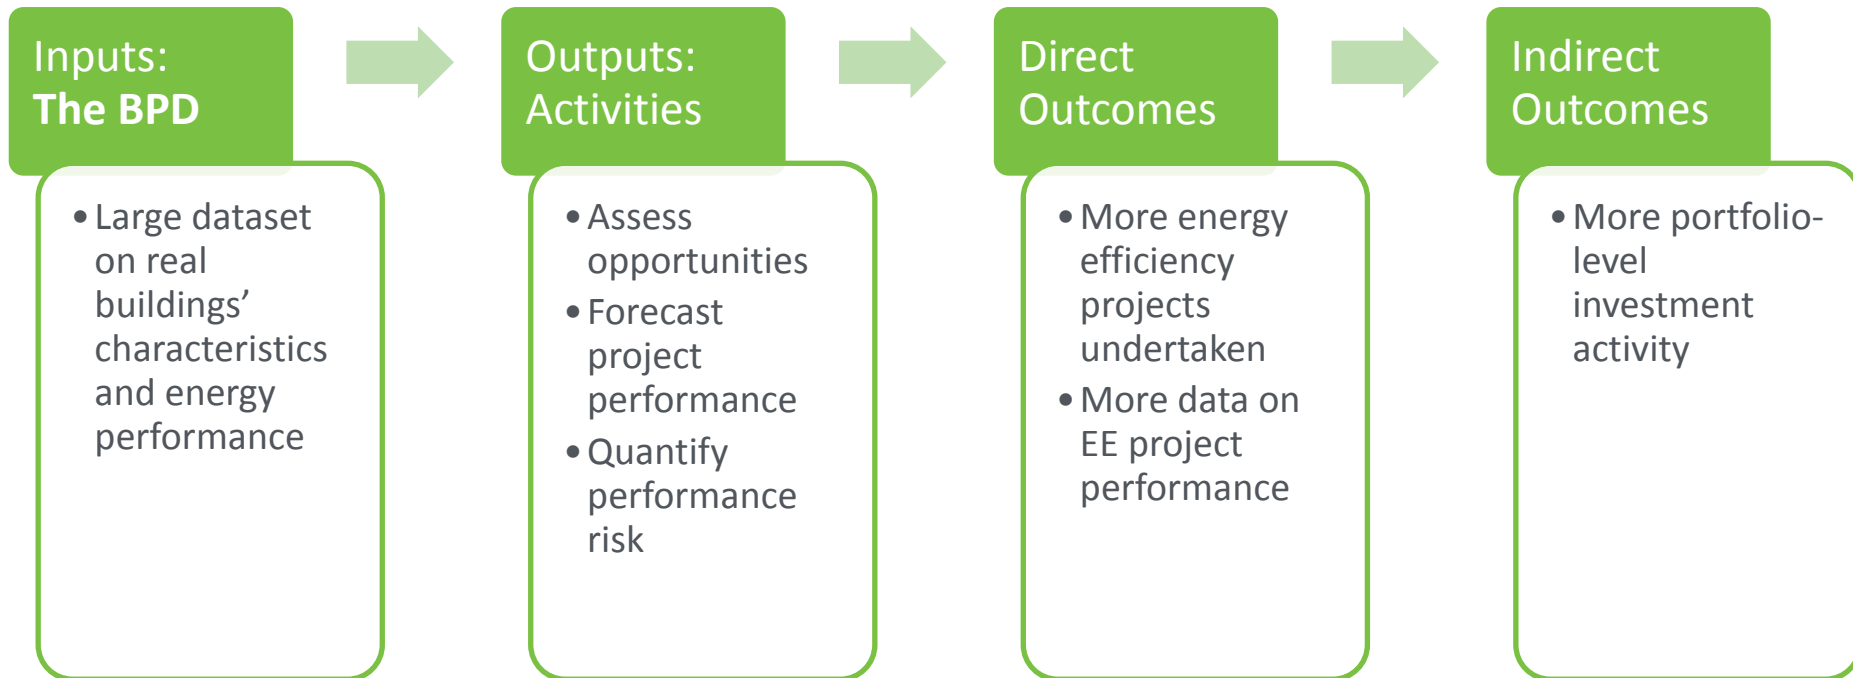 Inputs:
The BPD
• Large dataset
on real
buildings’
characteristics
and energy
performance
Outputs:
Activities
• Assess
opportunities
• Forecast
project
performance
• Quantify
performance
risk
Direct
Outcomes
• More energy
efficiency
projects
undertaken
• More data on
EE project
performance
Indirect
Outcomes
• More portfolio-
level
investment
activity